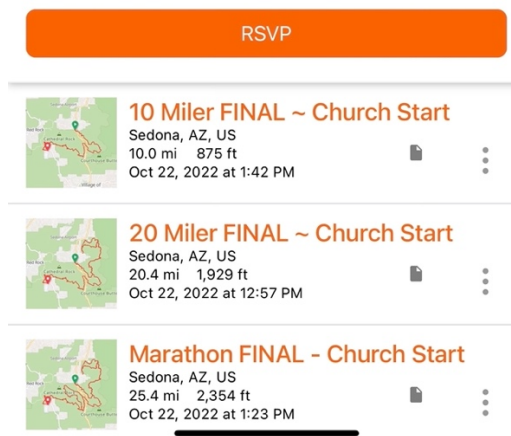 RSVP
10 Miler FINAL ~ Church Start
Sedona, AZ, US
10.0 mi 875 ft
Oct 22, 2022 at 1:42 PM
20 Miler FINAL ~ Church Start
Sedona, AZ, US
20.4 mi 1,929 ft
Oct 22, 2022 at 12:57 PM
Marathon FINAL - Church Start
Sedona, AZ, US
25.4 mi 2,354 ft
Oct 22, 2022 at 1:23 PM